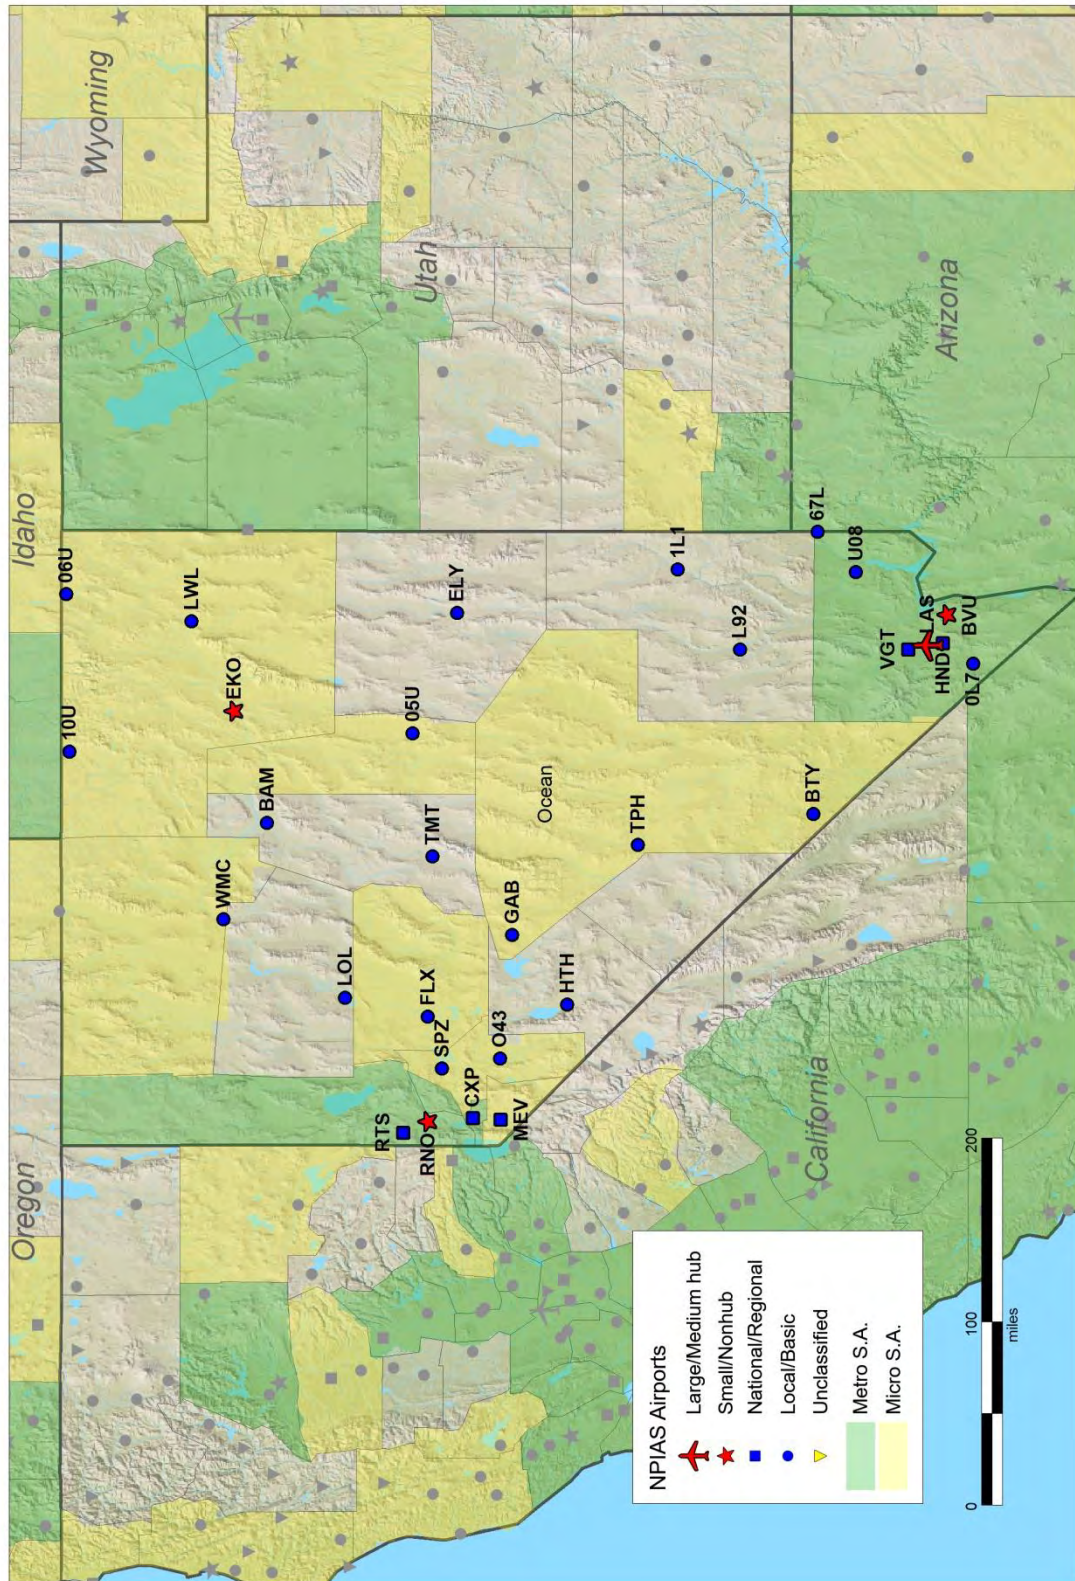 Oregon
Idaho
Wyoming
10U
06U
LWL
WMC
BAM
EKO
LOL
RTS
RNO
SPZ
FLX
TMT
05U
ELY
Utah
CXP
MEV
O43
GAB
HTH
Ocean
TPH
1L1
L92
BTY
67L
U08
VGT
LAS
HND
BVU
0L7
California
Arizona
NPIAS Airports
Large/Medium hub
Small/Nonhub
National/Regional
Local/Basic
Unclassified
Metro S.A.
Micro S.A.
0
100
200
miles